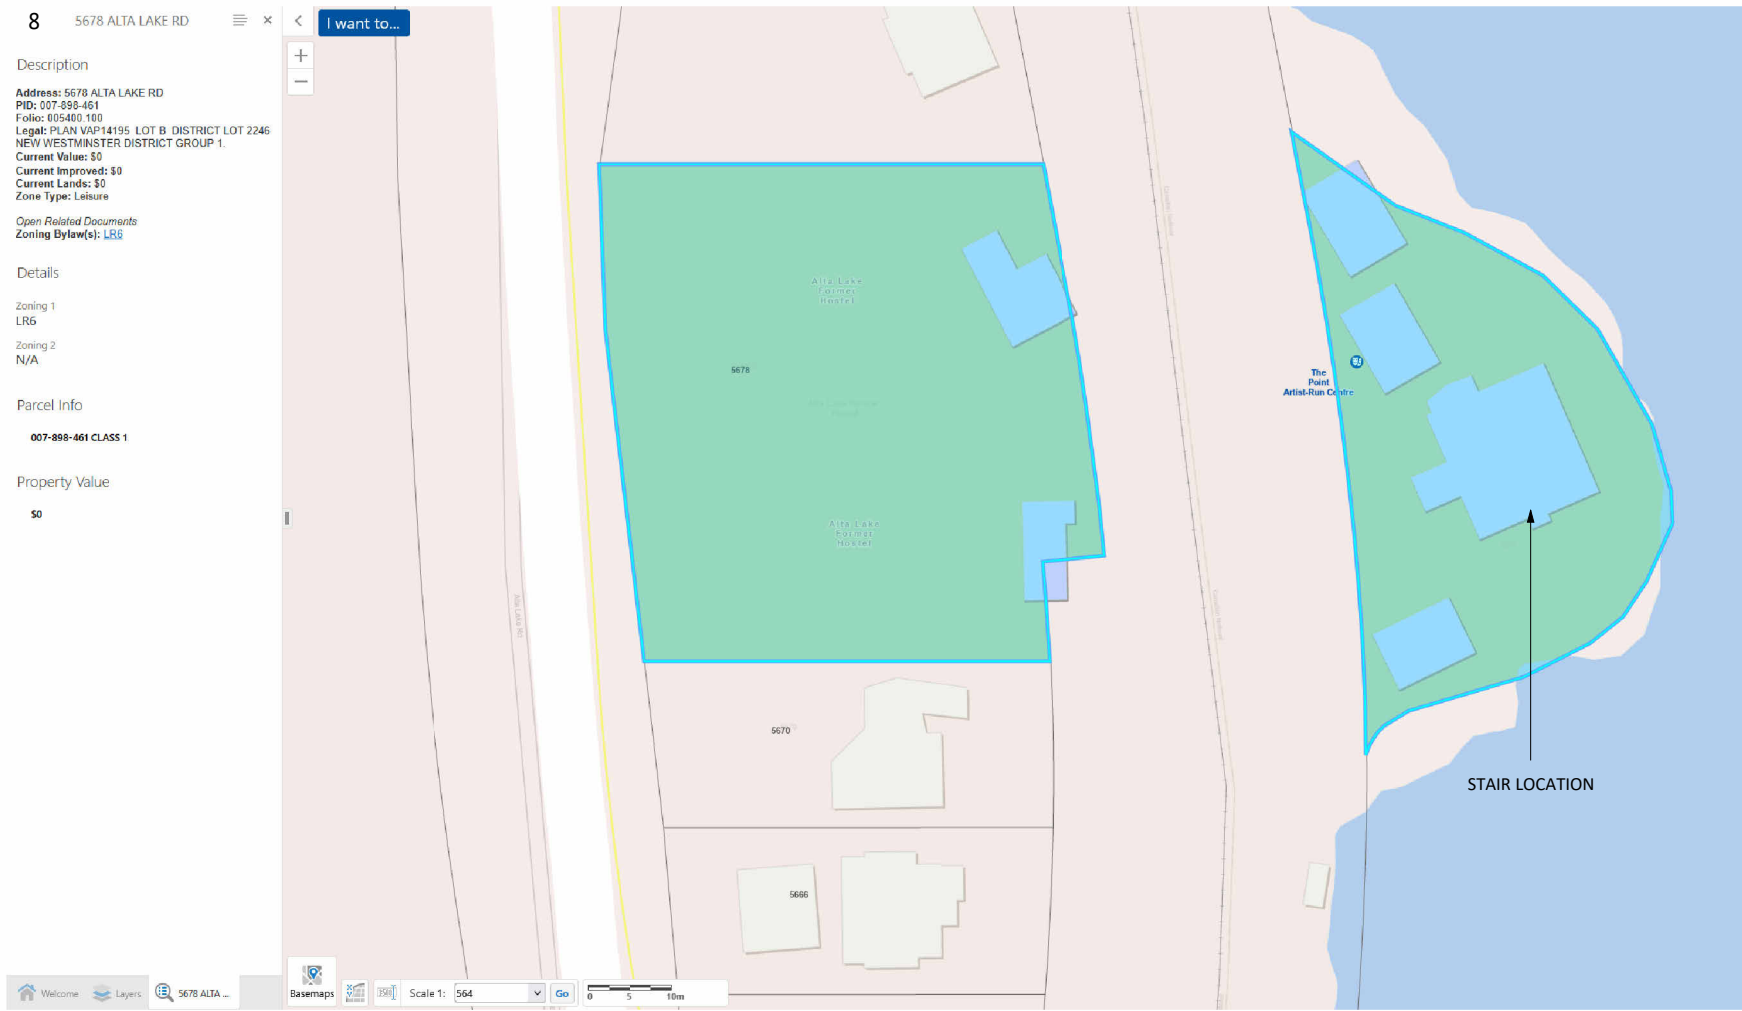 8
5678 ALTA LAKE RD
Description
Address: 5678 ALTA LAKE RD
PID: 007-898-461
Folio: 005400.100
Legal: PLAN VAP14195 LOT B DISTRICT LOT 2246
NEW WESTMINSTER DISTRICT GROUP 1.
Current Value: $0
Current Improved: $0
Current Lands: $0
Zone Type: Leisure
Open Related Documents
Zoning Bylaw(s): LR6
Details
Zoning 1
LR6
Zoning 2
N/A
Parcel Info
007-898-461 CLASS 1
Property Value
$0
Welcome
Layers
5678 ALTA ...
I want to...
Alta Lake
Former
Hostel
5678
Alta Lake
Former
Hostel
Alta Lake Rd
5670
5666
The
Point
Artist-Run Centre
STAIR LOCATION
Basemaps
Scale 1:
564
Go
0
5
10m